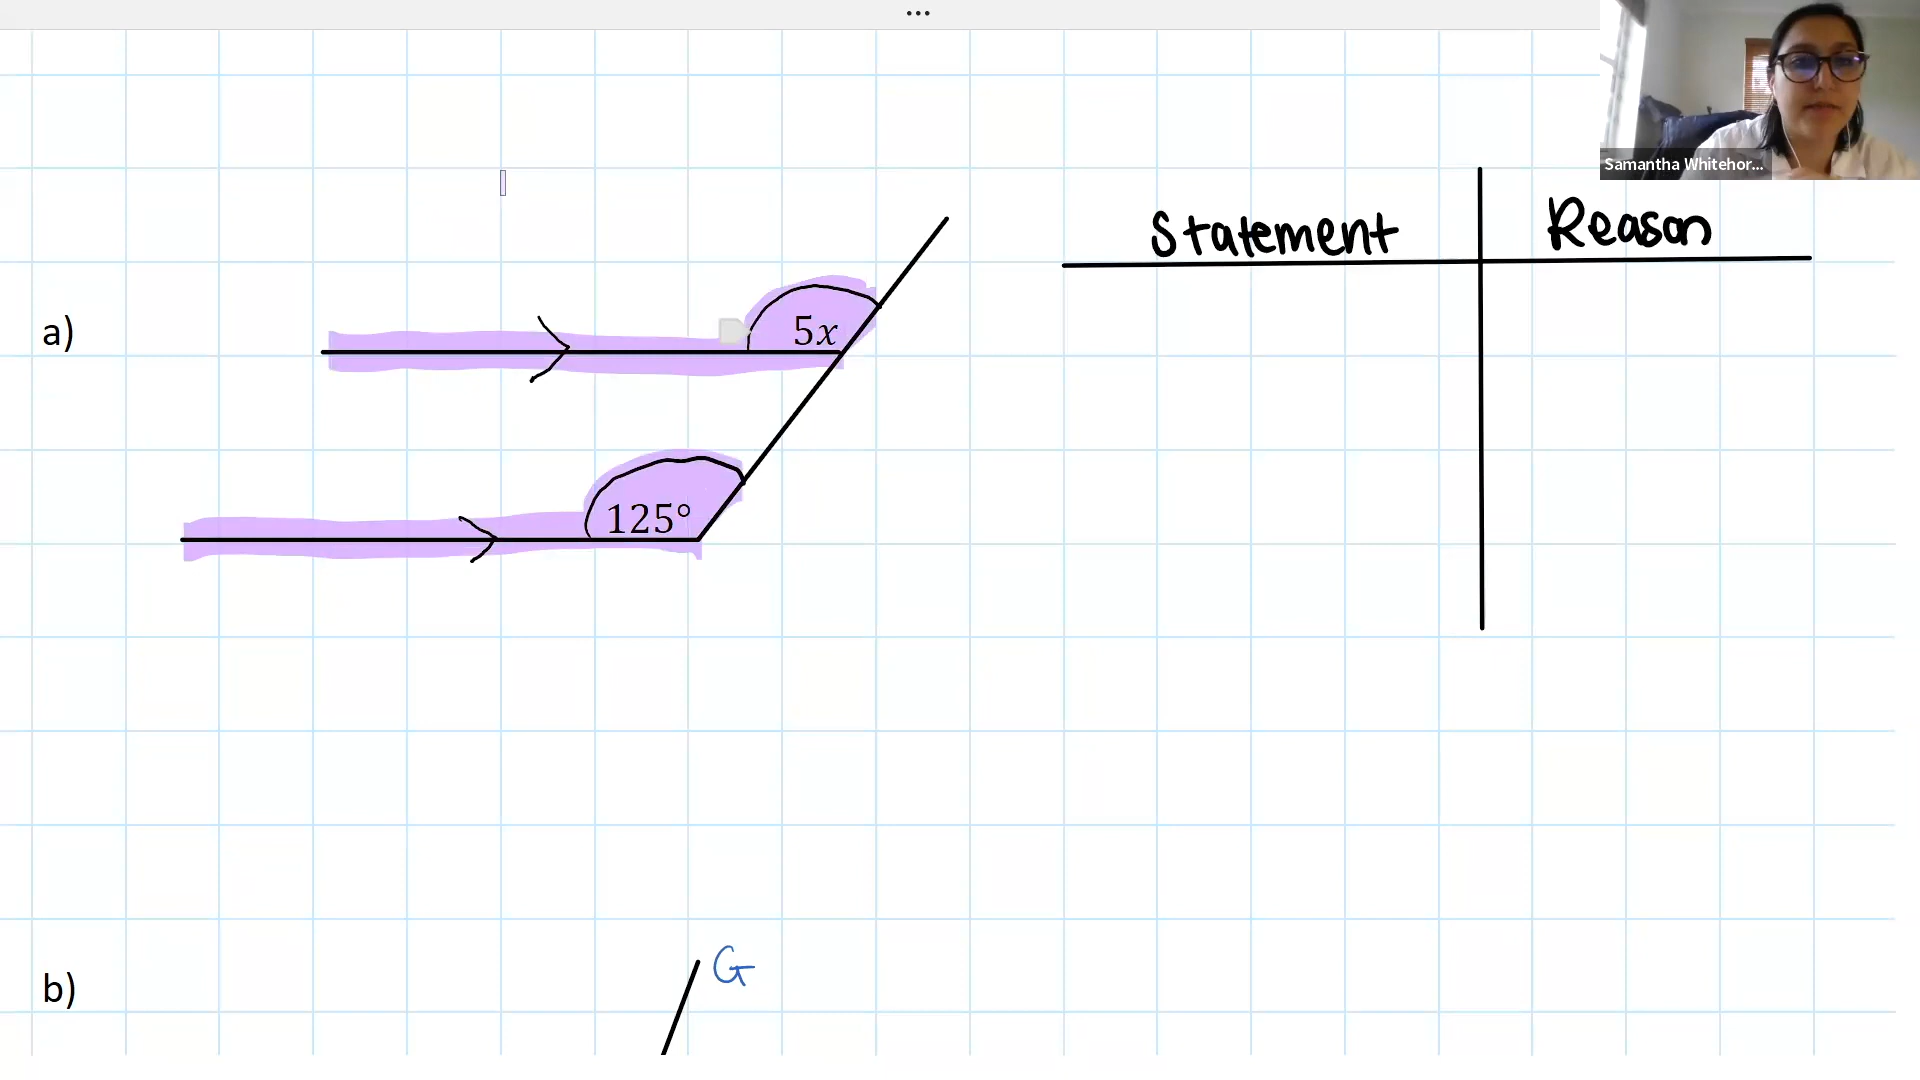 ...
Samantha Whitehor...
Statement
Reason
a)
5x
125°
b)
G